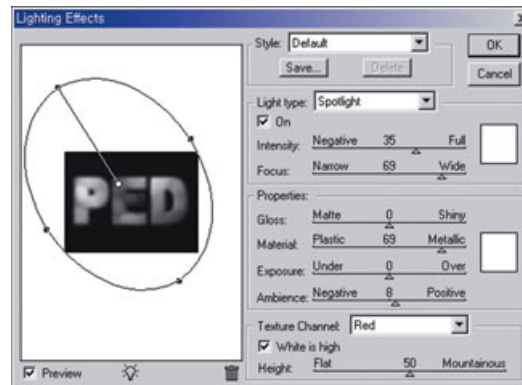 Lighting Effects
PED
Preview
Style: Default
Save... Delete
OK
Cancel
Light type: Spotlight
On
Intensity: Negative 35 Full
Focus: Narrow 69 Wide
Properties:
Gloss: Matte 0 Shiny
Material: Plastic 69 Metallic
Exposure: Under 0 Over
Ambience: Negative 8 Positive
Texture Channel: Red
White is high
Height: Flat 50 Mountainous